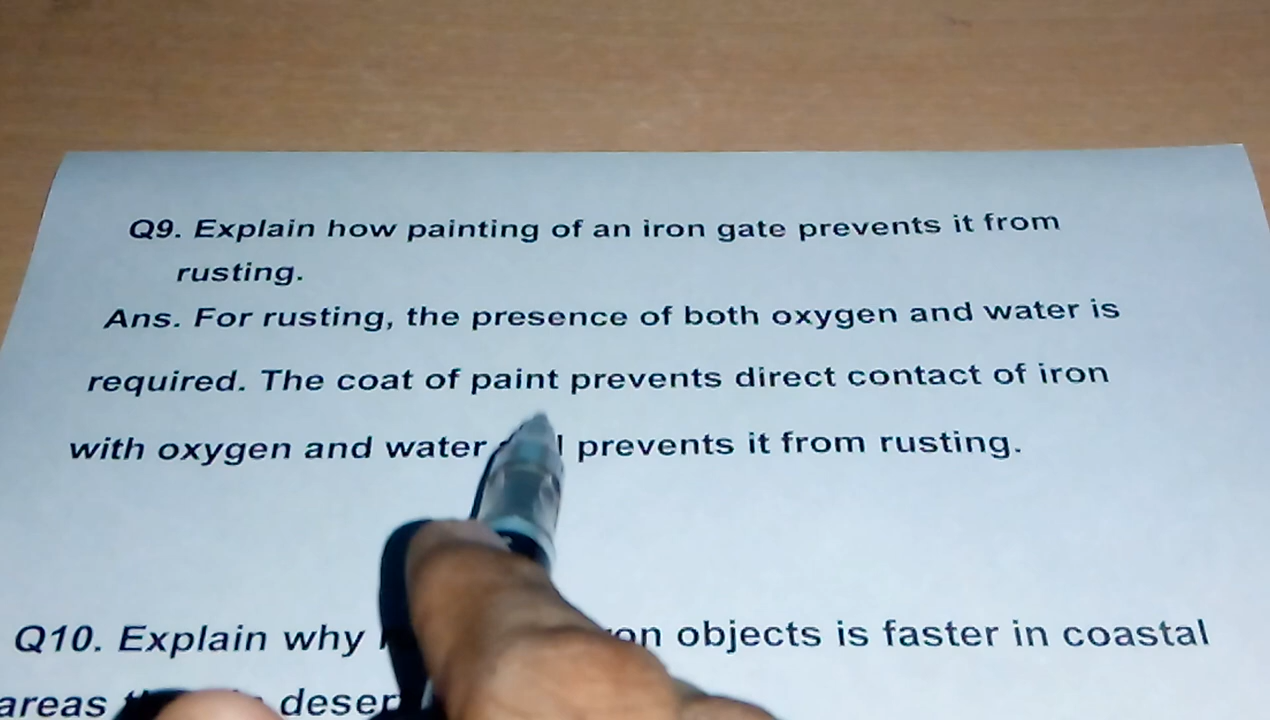 Q9. Explain how painting of an iron gate prevents it from
rusting.
Ans. For rusting, the presence of both oxygen and water is
required. The coat of paint prevents direct contact of iron
with oxygen and water prevents it from rusting.
Q10. Explain why objects is faster in coastal
areas